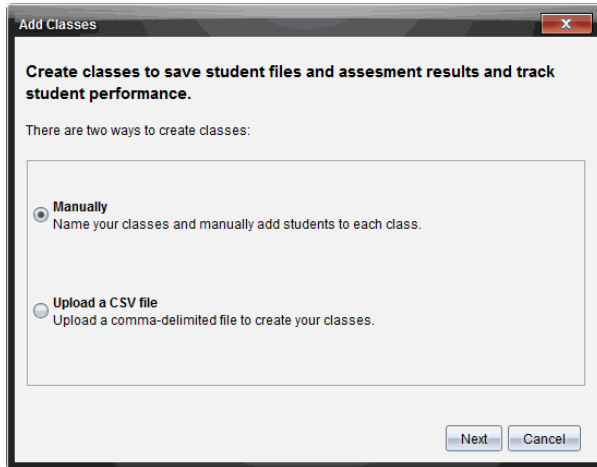 Add Classes
X
Create classes to save student files and assesment results and track
student performance.
There are two ways to create classes:
Manually
Name your classes and manually add students to each class.
Upload a CSV file
Upload a comma-delimited file to create your classes.
Next Cancel